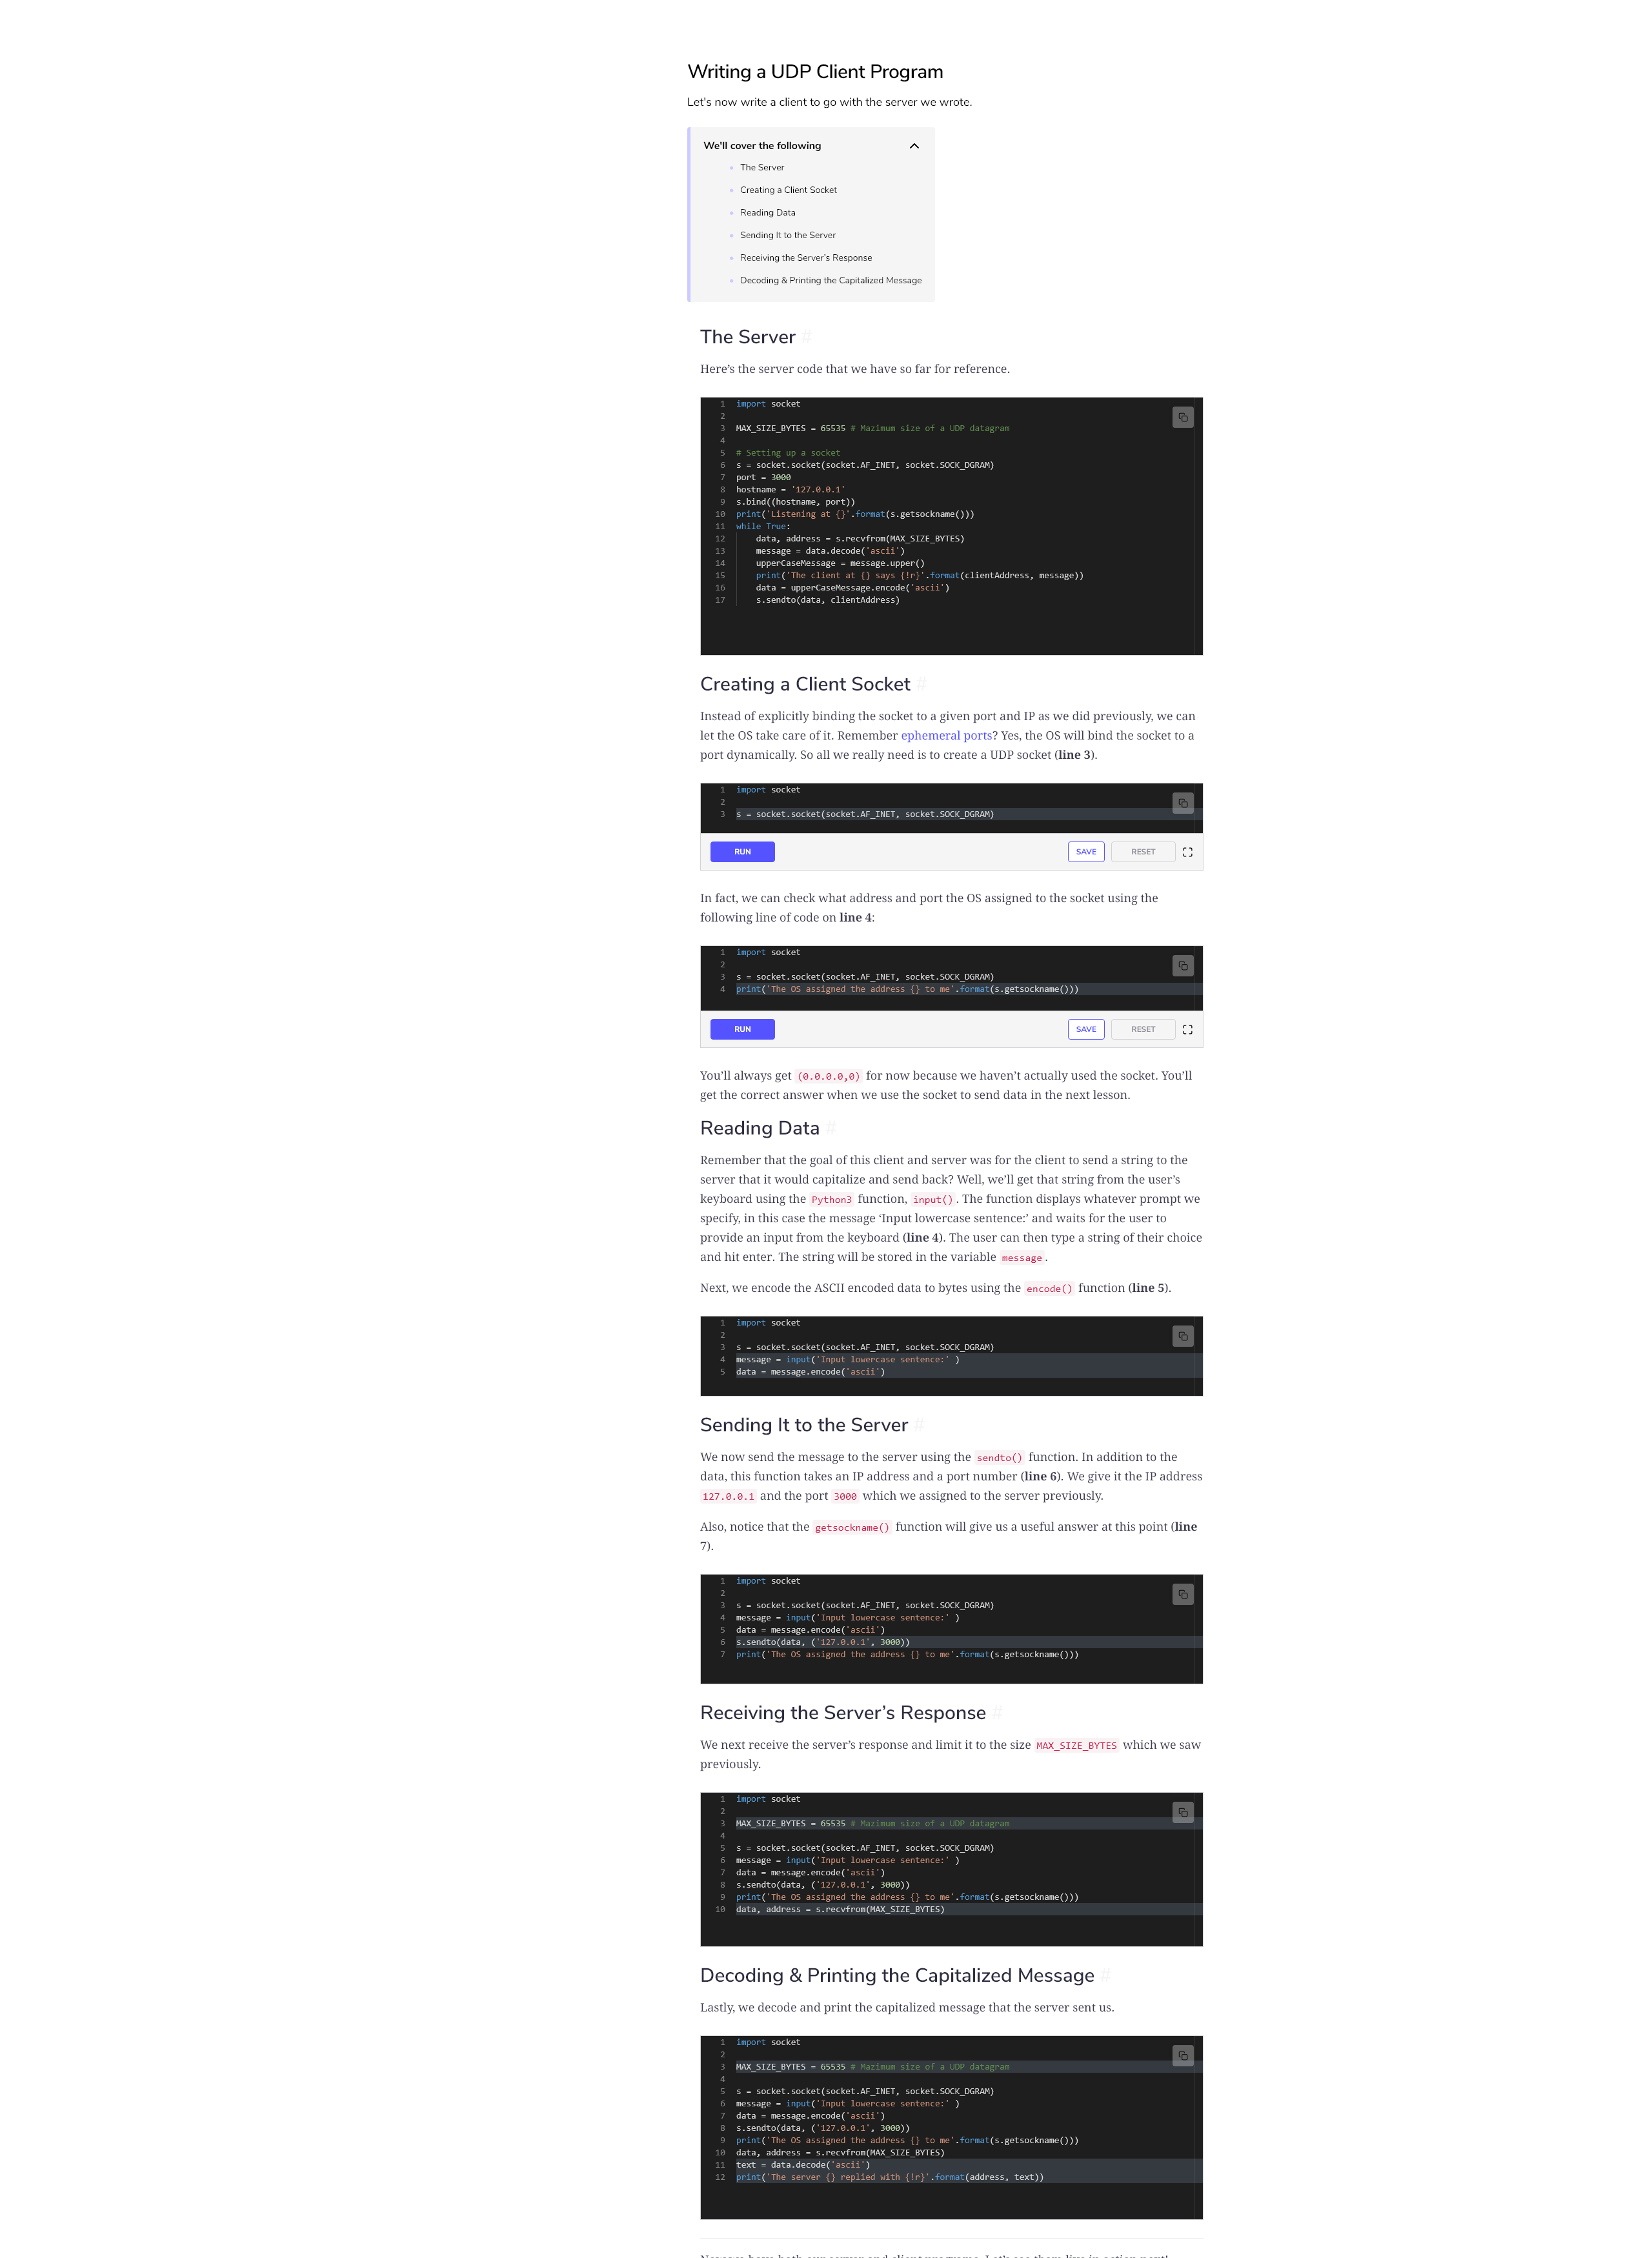 Writing a UDP Client Program
Let's now write a client to go with the server we wrote.
We'll cover the following
The Server
Creating a Client Socket
Reading Data
Sending It to the Server
Receiving the Server's Response
Decoding & Printing the Capitalized Message
The Server #
Here’s the server code that we have so far for reference.
1 import socket
2
3 MAX_SIZE_BYTES = 65535 # Mazimum size of a UDP datagram
4
5 # Setting up a socket
6 s = socket.socket(socket.AF_INET, socket.SOCK_DGRAM)
7 port = 3000
8 hostname = '127.0.0.1'
9 s.bind((hostname, port))
10 print('Listening at {}'.format(s.getsockname()))
11 while True:
12     data, address = s.recvfrom(MAX_SIZE_BYTES)
13     message = data.decode('ascii')
14     upperCaseMessage = message.upper()
15     print('The client at {} says {!r}'.format(clientAddress, message))
16     data = upperCaseMessage.encode('ascii')
17     s.sendto(data, clientAddress)
Creating a Client Socket #
Instead of explicitly binding the socket to a given port and IP as we did previously, we can
let the OS take care of it. Remember ephemeral ports? Yes, the OS will bind the socket to a
port dynamically. So all we really need is to create a UDP socket (line 3).
1 import socket
2
3 s = socket.socket(socket.AF_INET, socket.SOCK_DGRAM)
RUN SAVE RESET
In fact, we can check what address and port the OS assigned to the socket using the
following line of code on line 4:
1 import socket
2
3 s = socket.socket(socket.AF_INET, socket.SOCK_DGRAM)
4 print('The OS assigned the address {} to me'.format(s.getsockname()))
RUN SAVE RESET
You’ll always get (0.0.0.0,0) for now because we haven’t actually used the socket. You’ll
get the correct answer when we use the socket to send data in the next lesson.
Reading Data #
Remember that the goal of this client and server was for the client to send a string to the
server that it would capitalize and send back? Well, we’ll get that string from the user’s
keyboard using the Python3 function, input(). The function displays whatever prompt we
specify, in this case the message ‘Input lowercase sentence:’ and waits for the user to
provide an input from the keyboard (line 4). The user can then type a string of their choice
and hit enter. The string will be stored in the variable message.
Next, we encode the ASCII encoded data to bytes using the encode() function (line 5).
1 import socket
2
3 s = socket.socket(socket.AF_INET, socket.SOCK_DGRAM)
4 message = input('Input lowercase sentence:' )
5 data = message.encode('ascii')
Sending It to the Server #
We now send the message to the server using the sendto() function. In addition to the
data, this function takes an IP address and a port number (line 6). We give it the IP address
127.0.0.1 and the port 3000 which we assigned to the server previously.
Also, notice that the getsockname() function will give us a useful answer at this point (line
7).
1 import socket
2
3 s = socket.socket(socket.AF_INET, socket.SOCK_DGRAM)
4 message = input('Input lowercase sentence:' )
5 data = message.encode('ascii')
6 s.sendto(data, ('127.0.0.1', 3000))
7 print('The OS assigned the address {} to me'.format(s.getsockname()))
Receiving the Server’s Response #
We next receive the server’s response and limit it to the size MAX_SIZE_BYTES which we saw
previously.
1 import socket
2
3 MAX_SIZE_BYTES = 65535 # Mazimum size of a UDP datagram
4
5 s = socket.socket(socket.AF_INET, socket.SOCK_DGRAM)
6 message = input('Input lowercase sentence:' )
7 data = message.encode('ascii')
8 s.sendto(data, ('127.0.0.1', 3000))
9 print('The OS assigned the address {} to me'.format(s.getsockname()))
10 data, address = s.recvfrom(MAX_SIZE_BYTES)
Decoding & Printing the Capitalized Message #
Lastly, we decode and print the capitalized message that the server sent us.
1 import socket
2
3 MAX_SIZE_BYTES = 65535 # Mazimum size of a UDP datagram
4
5 s = socket.socket(socket.AF_INET, socket.SOCK_DGRAM)
6 message = input('Input lowercase sentence:' )
7 data = message.encode('ascii')
8 s.sendto(data, ('127.0.0.1', 3000))
9 print('The OS assigned the address {} to me'.format(s.getsockname()))
10 data, address = s.recvfrom(MAX_SIZE_BYTES)
11 text = data.decode('ascii')
12 print('The server {} replied with {!r}'.format(address, text))